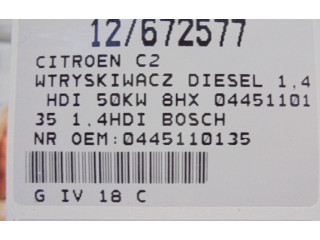 12/672577
CITROEN C2
WTRYSKIWACZ DIESEL 1,4
HDI 50KW 8HX 04451101
35 1.4HDI BOSCH
NR OEM:0445110135
G IV 18 C